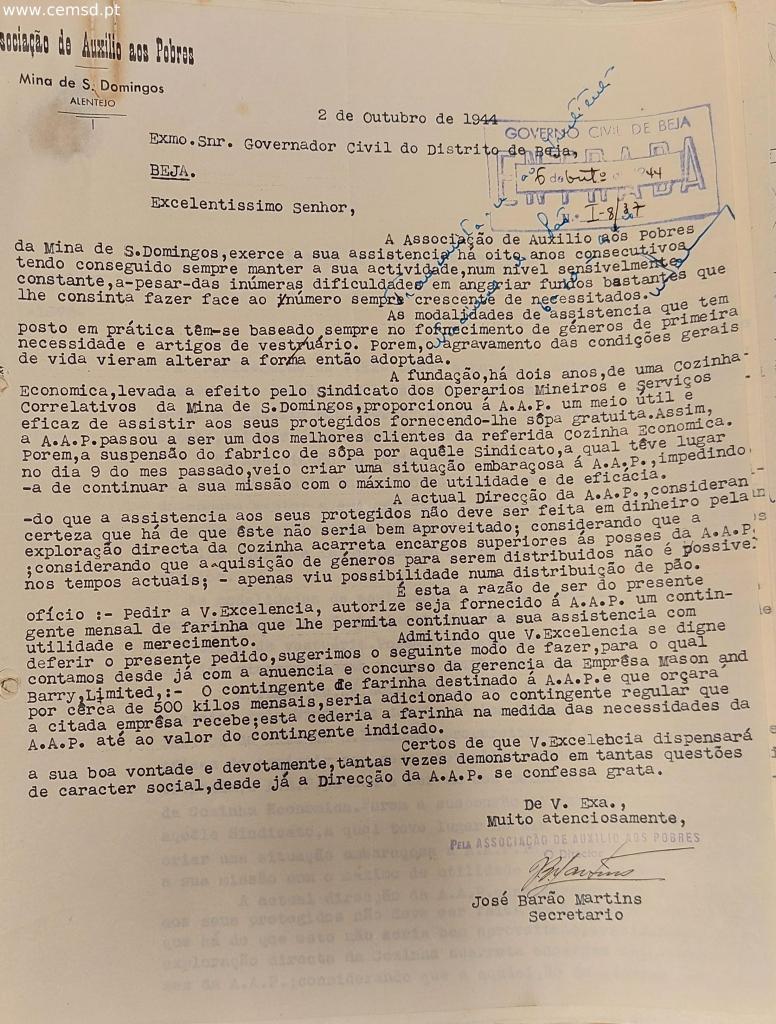 www.cemsd.pt
ssociação de Auxilio aos Pobres
Mina de S. Domingos
ALENTEJO
2 de Outubro de 1944
Exmo.Snr. Governador Civil do Distrito de Beja,
BEJA.
GOVERNO CIVIL DE BEJA
ENTRADA
I-8/37
Excelentissimo Senhor,
A Associação de Auxilio aos Pobres
da Mina de S.Domingos,exerce a sua assistencia há oito anos consecutivos
tendo conseguido sempre manter a sua actividade,num nível sensivelmente
constante,a-pesar-das inúmeras dificuldades em angariar fundos bastantes que
lhe consinta fazer face ao número sempre crescente de necessitados.
As modalidades de assistencia que tem
posto em prática têm-se baseado sempre no fornecimento de géneros de primeira
necessidade e artigos de vestruário. Porem,o agravamento das condições gerais
de vida vieram alterar a forma então adoptada.
A fundação,há dois anos,de uma Cozinha-
Economica,levada a efeito pelo Sindicato dos Operarios Mineiros e Serviços
Correlativos da Mina de S.Domingos,proporcionou á A.A.P. um meio útil e
eficaz de assistir aos seus protegidos fornecendo-lhe sôpa gratuita.Assim,
a A.A.P.passou a ser um dos melhores clientes da referida Cozinha Economica.
Porem,a suspensão do fabrico de sôpa por aquêle Sindicato,a qual têve lugar
no dia 9 do mes passado,veio criar uma situação embaraçosa á A.A.P.,impedindo
-a de continuar a sua missão com o máximo de utilidade e de eficácia.
A actual Direcção da A.A.P.,consideran
-do que a assistencia aos seus protegidos não deve ser feita em dinheiro pela
certeza que há de que êste não seria bem aproveitado; considerando que a
exploração directa da Cozinha acarreta encargos superiores ás posses da A.A.P.
;considerando que a quisição de géneros para serem distribuidos não é possivel
nos tempos actuais; - apenas viu possibilidade numa distribuição de pão.
É esta a razão de ser do presente
ofício :- Pedir a V.Excelencia, autorize seja fornecido á A.A.P. um contin-
gente mensal de farinha que lhe permita continuar a sua assistencia com
utilidade e merecimento.
Admitindo que V.Excelencia se digne
deferir o presente pedido,sugerimos o seguinte modo de fazer,para o qual
contamos desde já com a anuencia e concurso da gerencia da Emprêsa Mason and
Barry,Limited,:- O contingente de farinha destinado á A.A.P.e que orçará
por cêrca de 500 kilos mensais,seria adicionado ao contingente regular que
a citada emprêsa recebe;esta cederia a farinha na medida das necessidades da
A.A.P. até ao valor do contingente indicado.
Certos de que V.Excelebcia dispensará
a sua boa vontade e devotamente,tantas vezes demonstrado em tantas questões
de caracter social,desde já a Direcção da A.A.P. se confessa grata.
De V. Exa.,
Muito atenciosamente,
PELA ASSOCIAÇÃO DE AUXILIO AOS POBRES
O Director
José Barão Martins
Secretario